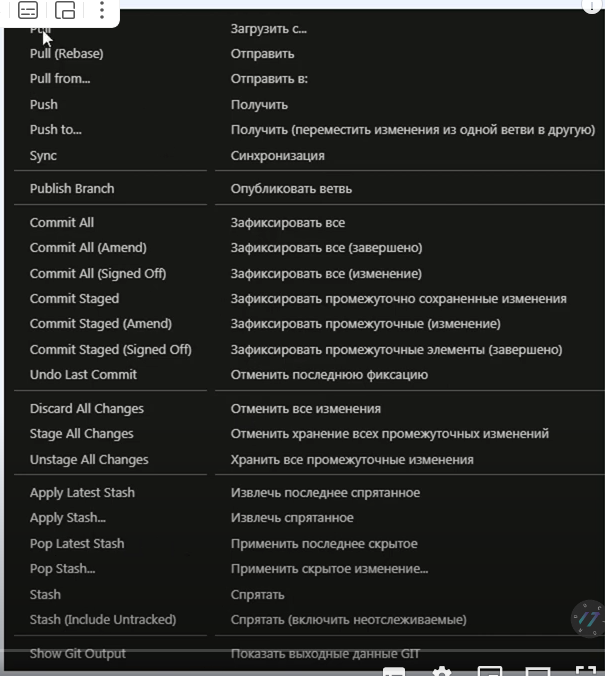 Pull Загрузить с...
Pull (Rebase) Отправить
Pull from... Отправить в:
Push Получить
Push to... Получить (переместить изменения из одной ветви в другую)
Sync Синхронизация
Publish Branch Опубликовать ветвь
Commit All Зафиксировать все
Commit All (Amend) Зафиксировать все (завершено)
Commit All (Signed Off) Зафиксировать все (изменение)
Commit Staged Зафиксировать промежуточно сохраненные изменения
Commit Staged (Amend) Зафиксировать промежуточные (изменение)
Commit Staged (Signed Off) Зафиксировать промежуточные элементы (завершено)
Undo Last Commit Отменить последнюю фиксацию
Discard All Changes Отменить все изменения
Stage All Changes Отменить хранение всех промежуточных изменений
Unstage All Changes Хранить все промежуточные изменения
Apply Latest Stash Извлечь последнее спрятанное
Apply Stash... Извлечь спрятанное
Pop Latest Stash Применить последнее скрытое
Pop Stash... Применить скрытое изменение...
Stash Спрятать
Stash (Include Untracked) Спрятать (включить неотслеживаемые)
Show Git Output Показать выходные данные GIT